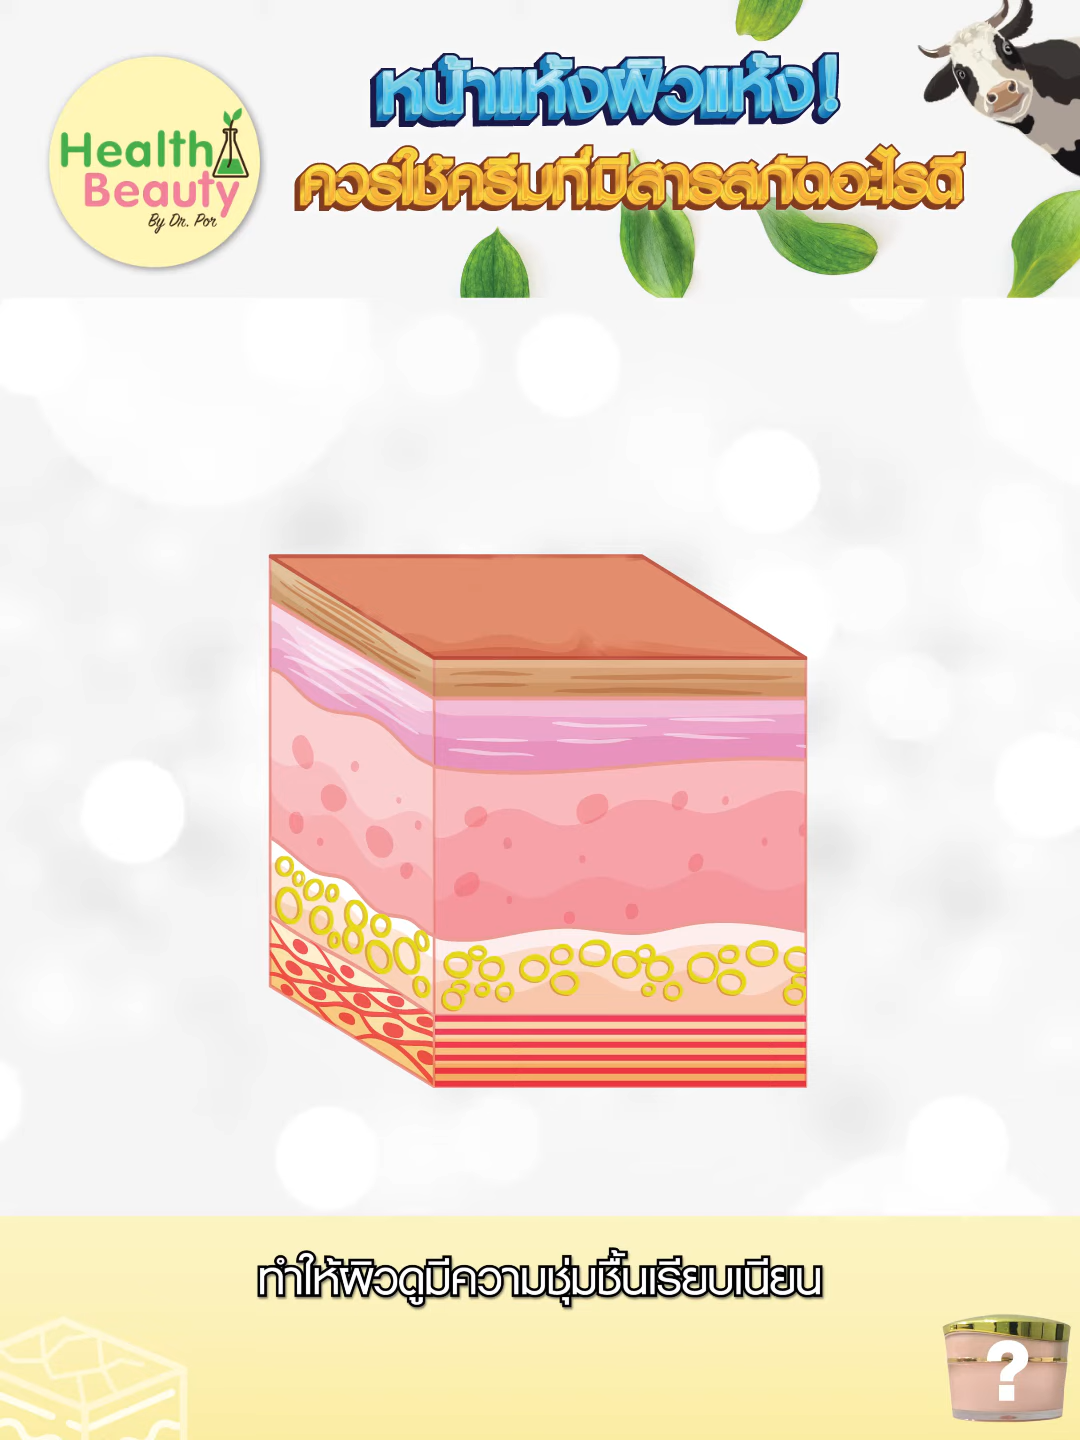 Health
Beauty
By Dr. Por
หน้าแห้งผิวแห้ง!
ควรใช้ครีมที่มีสารสกัดอะไรดี
ทำให้ผิวดูมีความชุ่มชื้นเรียบเนียน
?